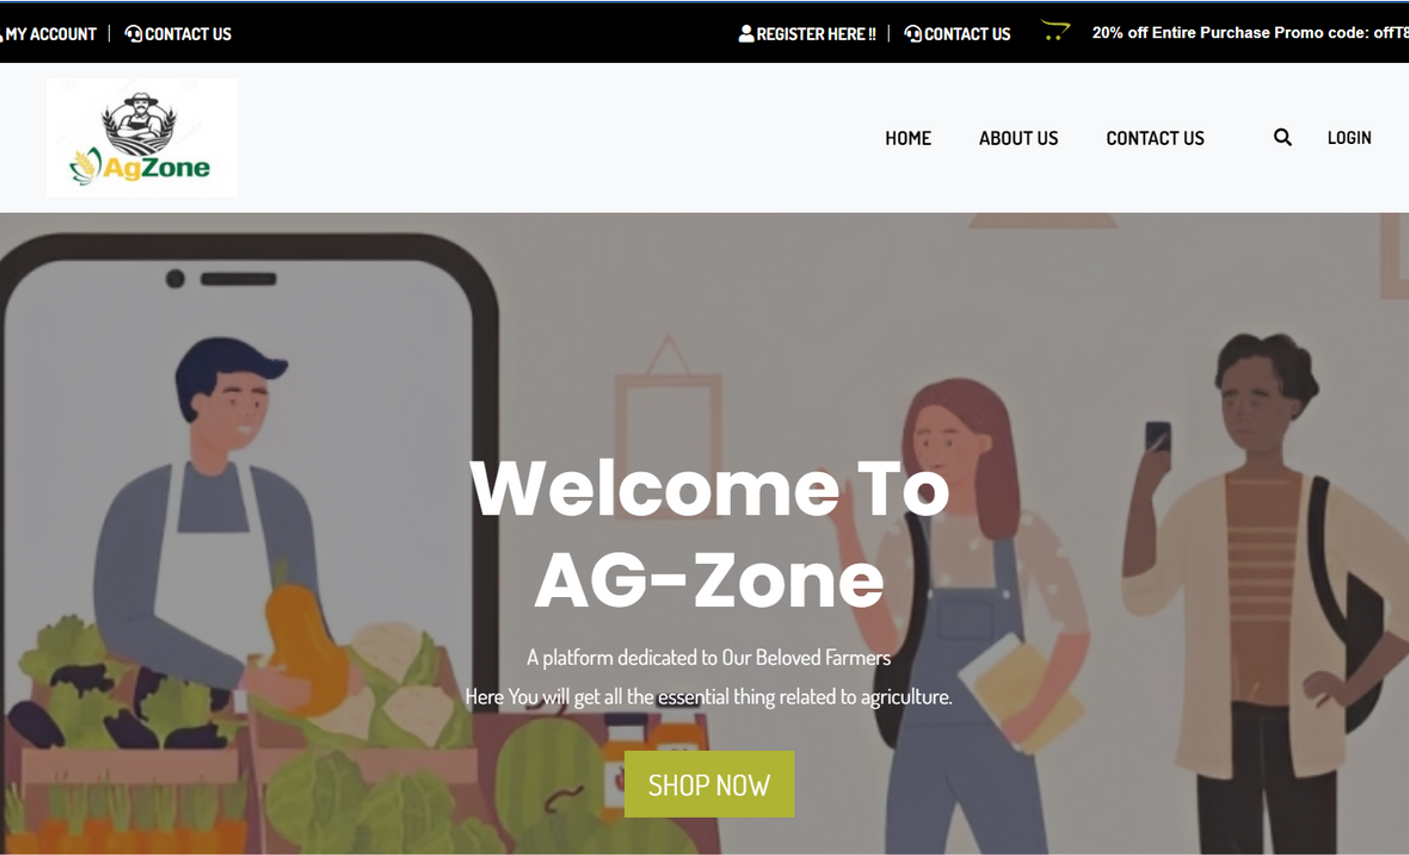 MY ACCOUNT | CONTACT US
REGISTER HERE !! | CONTACT US
20% off Entire Purchase Promo code: offT8
AgZone
HOME
ABOUT US
CONTACT US
LOGIN
Welcome To
AG-Zone
A platform dedicated to Our Beloved Farmers
Here You will get all the essential thing related to agriculture.
SHOP NOW